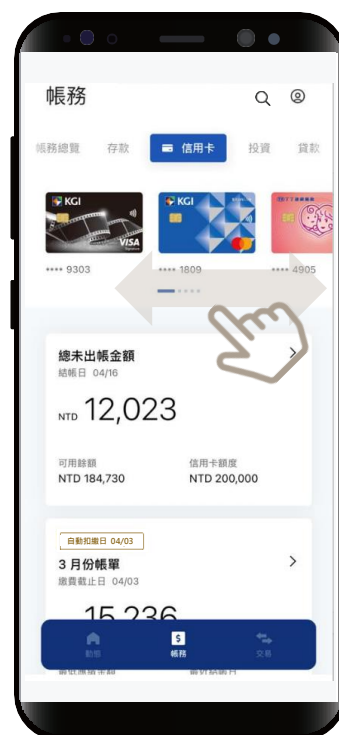 帳務
帳務總覽 存款 信用卡 投資 貸款
KGI KGI
VISA
•••• 9303 •••• 1809 •••• 4905
總未出帳金額
結帳日 04/16
NTD 12,023
可用餘額 信用卡額度
NTD 184,730 NTD 200,000
自動扣繳日 04/03
3 月份帳單
繳費截止日 04/03
15,236
動態 帳務 交易